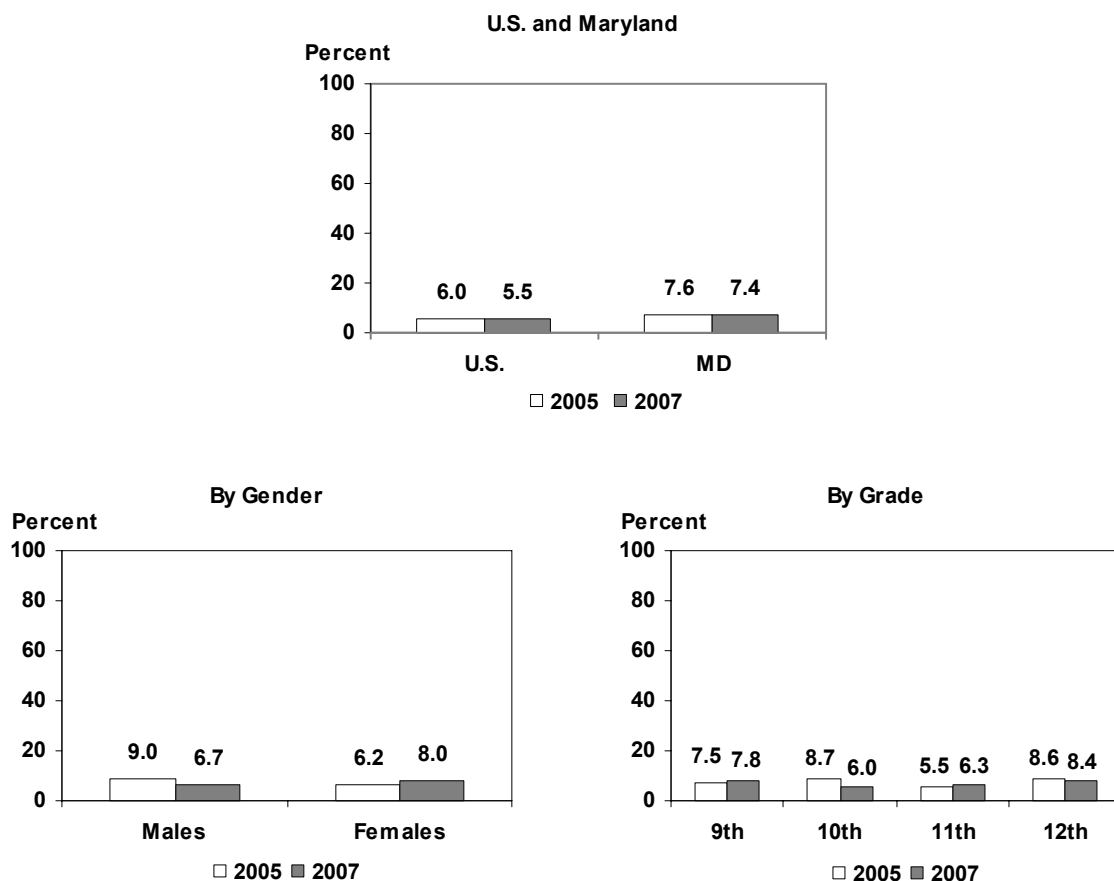 U.S. and Maryland
Percent
100
80
60
40
20
0
6.0 5.5 7.6 7.4
U.S. MD
2005 2007
By Gender
Percent
100
80
60
40
20
0
9.0 6.7 6.2 8.0
Males Females
2005 2007
By Grade
Percent
100
80
60
40
20
0
7.5 7.8 8.7 6.0 5.5 6.3 8.6 8.4
9th 10th 11th 12th
2005 2007